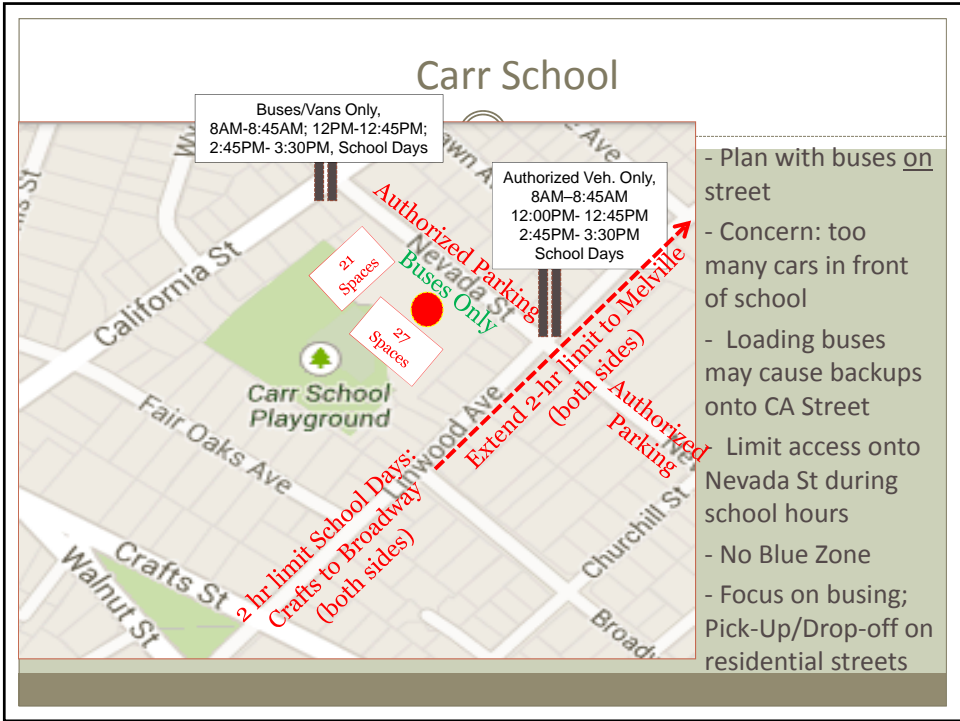 Carr School
Buses/Vans Only,
8AM-8:45AM; 12PM-12:45PM;
2:45PM- 3:30PM, School Days
Authorized Veh. Only,
8AM–8:45AM
12:00PM- 12:45PM
2:45PM- 3:30PM
School Days
Authorized Parking
Nevada St
Buses Only
21
Spaces
27
Spaces
California St
Carr School
Playground
Fair Oaks Ave
Linwood Ave
Extend 2-hr limit to Melville
(both sides)
Authorized
Parking
2 hr limit School Days:
Crafts to Broadway
(both sides)
Crafts St
Walnut St
Churchill St
- Plan with buses on
street
- Concern: too
many cars in front
of school
- Loading buses
may cause backups
onto CA Street
- Limit access onto
Nevada St during
school hours
- No Blue Zone
- Focus on busing;
Pick-Up/Drop-off on
residential streets